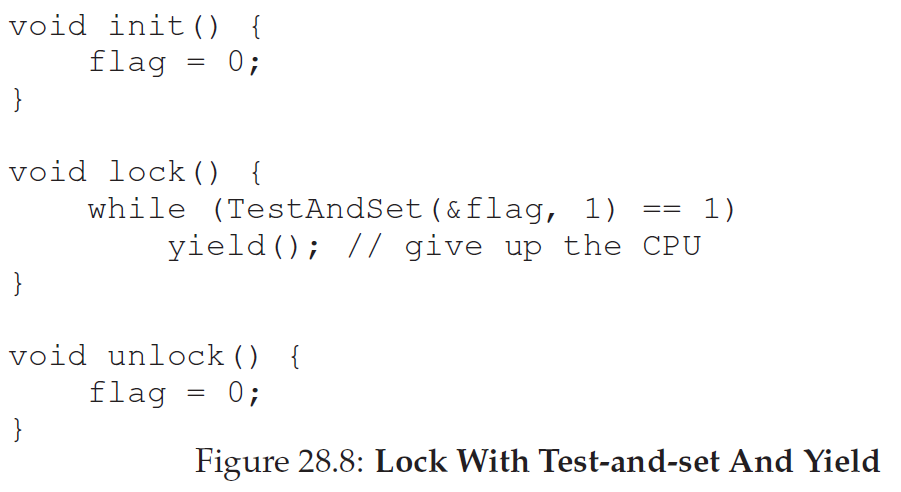 void init() {
    flag = 0;
}

void lock() {
    while (TestAndSet(&flag, 1) == 1)
        yield(); // give up the CPU
}

void unlock() {
    flag = 0;
}
Figure 28.8: Lock With Test-and-set And Yield